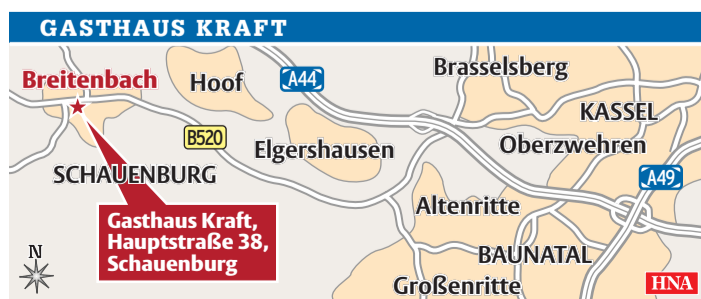 GASTHAUS KRAFT
Breitenbach
Hoof
A44
Brasselsberg
KASSEL
B520
Elgershausen
Oberzwehren
SCHAUENBURG
A49
Altenritte
Gasthaus Kraft,
Hauptstraße 38,
Schauenburg
N
BAUNATAL
Großenritte
HNA